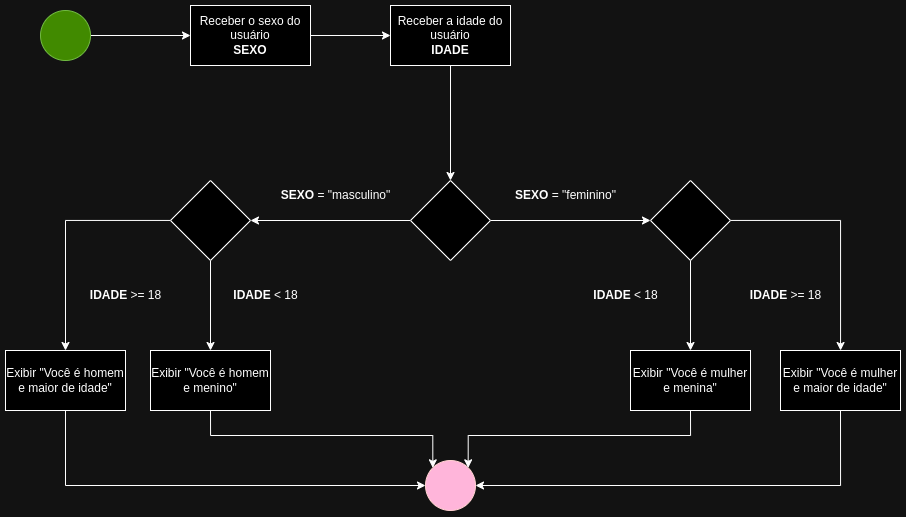 Receber o sexo do
usuário
SEXO
Receber a idade do
usuário
IDADE
SEXO = "masculino"
SEXO = "feminino"
IDADE >= 18
IDADE < 18
IDADE < 18
IDADE >= 18
Exibir "Você é homem
e maior de idade"
Exibir "Você é homem
e menino"
Exibir "Você é mulher
e menina"
Exibir "Você é mulher
e maior de idade"